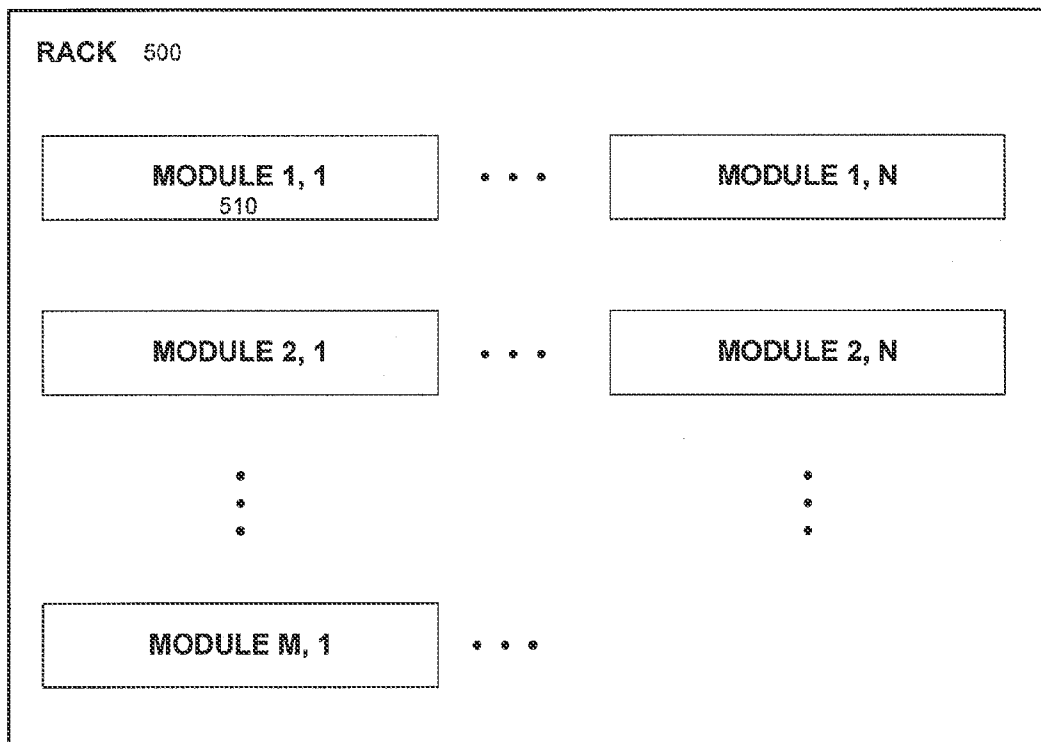 RACK 500
MODULE 1, 1 • • • MODULE 1, N
510
MODULE 2, 1 • • • MODULE 2, N
MODULE M, 1 • • •